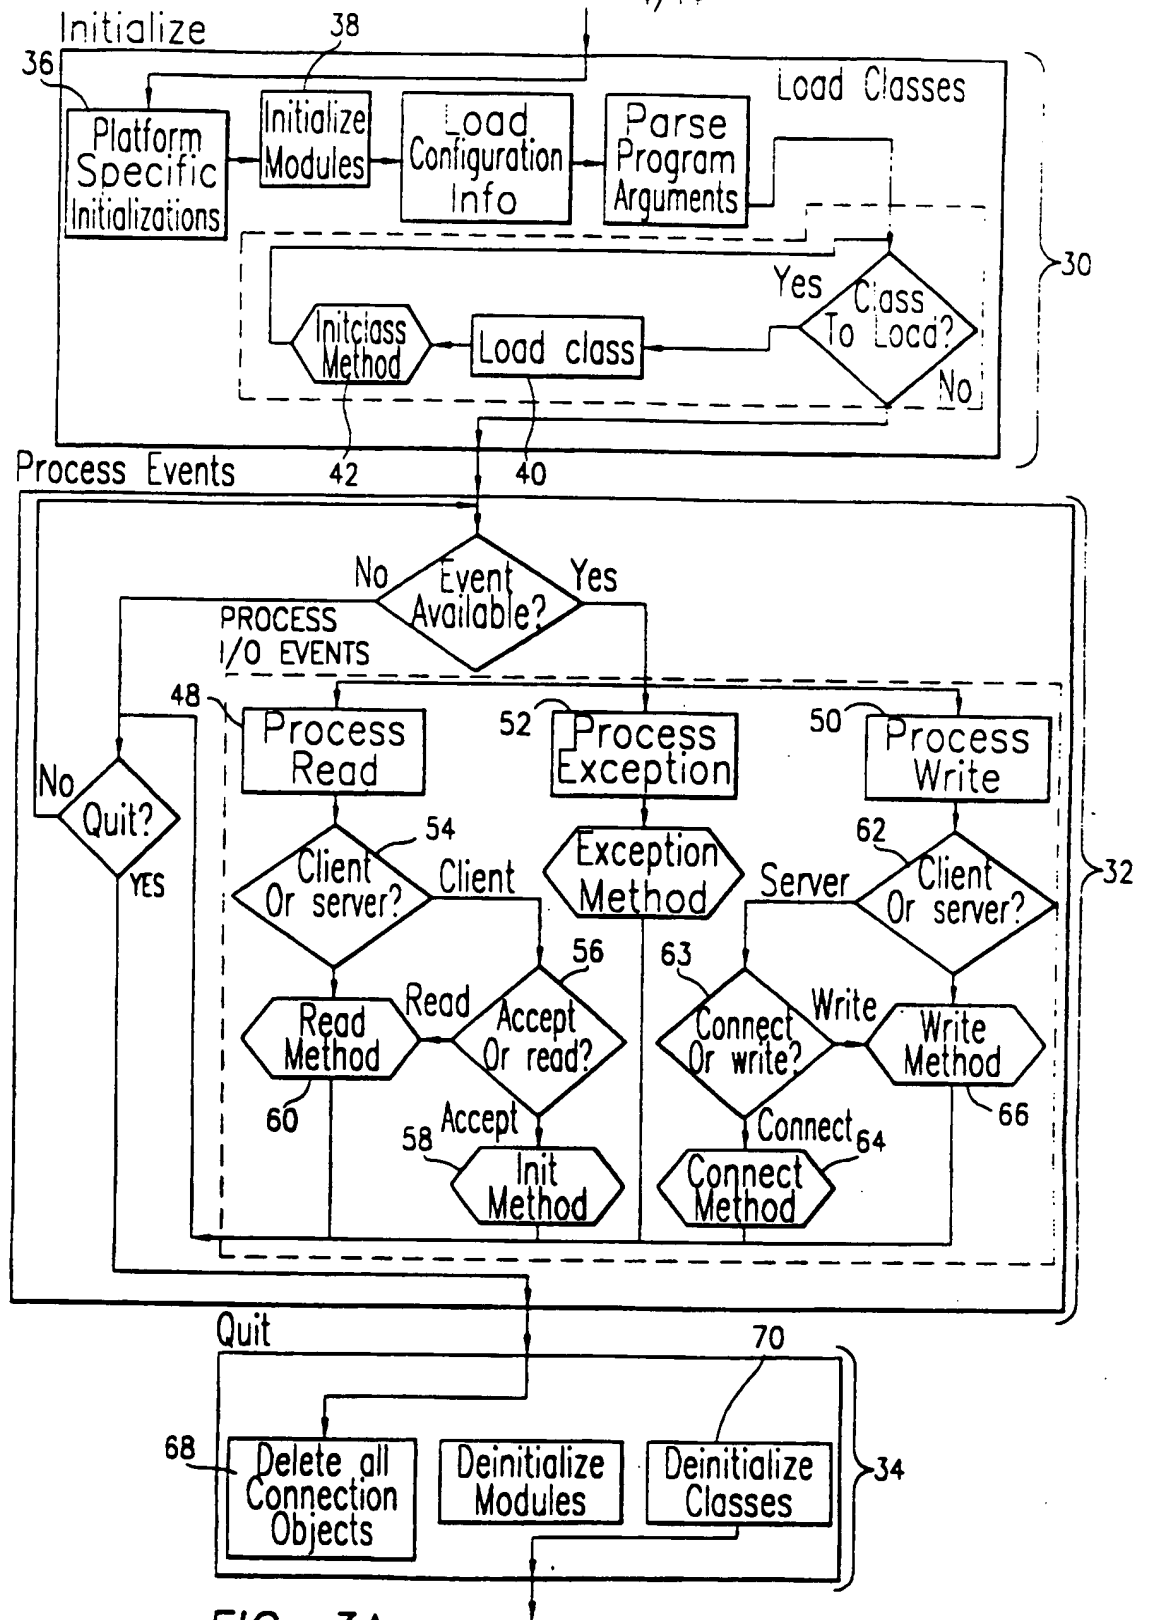 Initialize
38
36
Load Classes
Platform
Specific
Initializations
Initialize
Modules
Load
Configuration
Info
Parse
Program
Arguments
30
Yes
Class
To Load?
No
Initclass
Method
Load class
42
40
Process Events
No
Event
Available?
Yes
PROCESS
I/O EVENTS
48
Process
Read
52
Process
Exception
50
Process
Write
No
Quit?
YES
54
Client
Or server?
Client
Exception
Method
62
Server
Client
Or server?
32
56
63
Read
Method
Read
Accept
Or read?
Connect
Or write?
Write
Write
Method
60
66
Accept
58
Init
Method
Connect
64
Connect
Method
Quit
70
68
Delete all
Connection
Objects
Deinitialize
Modules
Deinitialize
Classes
34
FIG. 3A